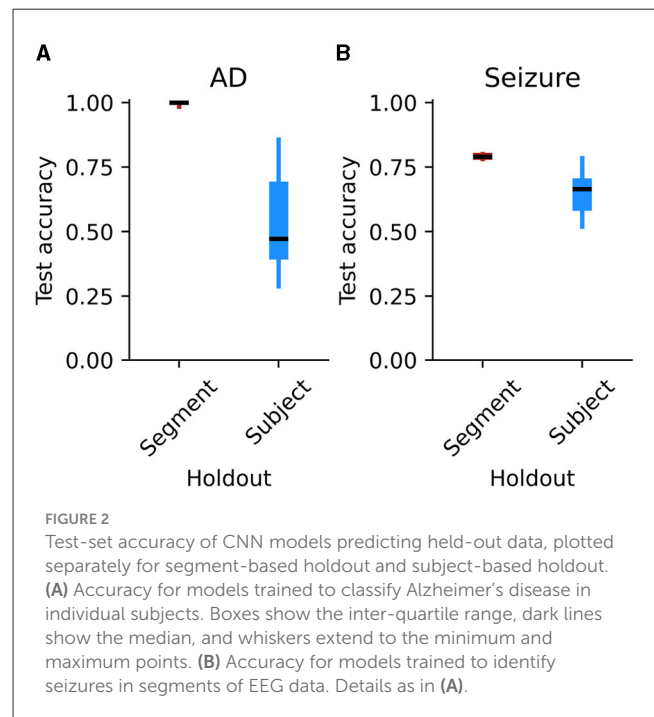 A
AD
1.00
0.75
0.50
0.25
0.00
Test accuracy
Segment
Subject
Holdout
B
Seizure
1.00
0.75
0.50
0.25
0.00
Test accuracy
Segment
Subject
Holdout
FIGURE 2
Test-set accuracy of CNN models predicting held-out data, plotted
separately for segment-based holdout and subject-based holdout.
(A) Accuracy for models trained to classify Alzheimer's disease in
individual subjects. Boxes show the inter-quartile range, dark lines
show the median, and whiskers extend to the minimum and
maximum points. (B) Accuracy for models trained to identify
seizures in segments of EEG data. Details as in (A).